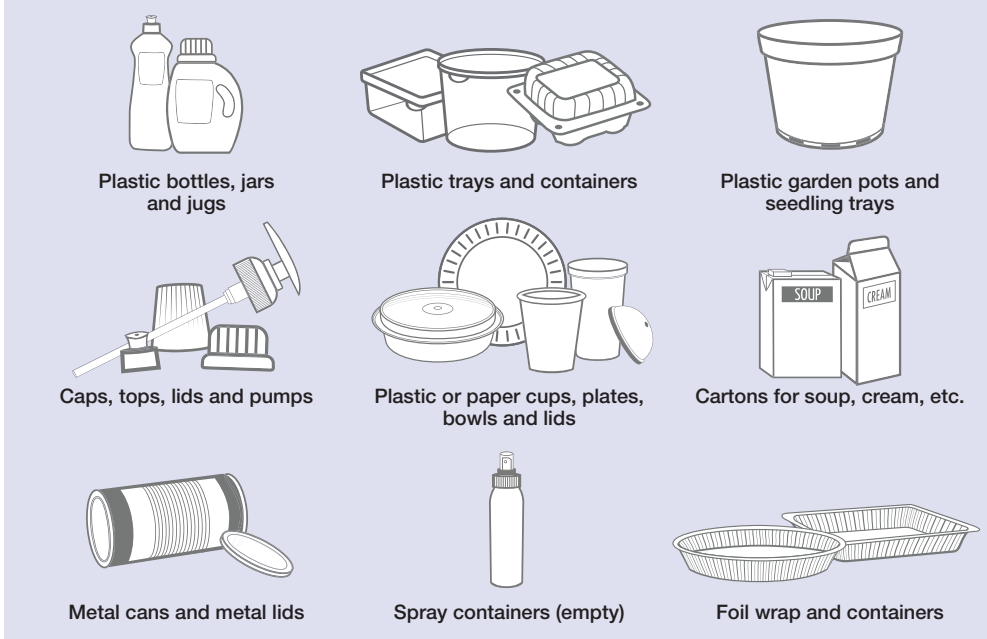 Plastic bottles, jars
and jugs
Plastic trays and containers
Plastic garden pots and
seedling trays
SOUP
CREAM
Caps, tops, lids and pumps
Plastic or paper cups, plates,
bowls and lids
Cartons for soup, cream, etc.
Metal cans and metal lids
Spray containers (empty)
Foil wrap and containers